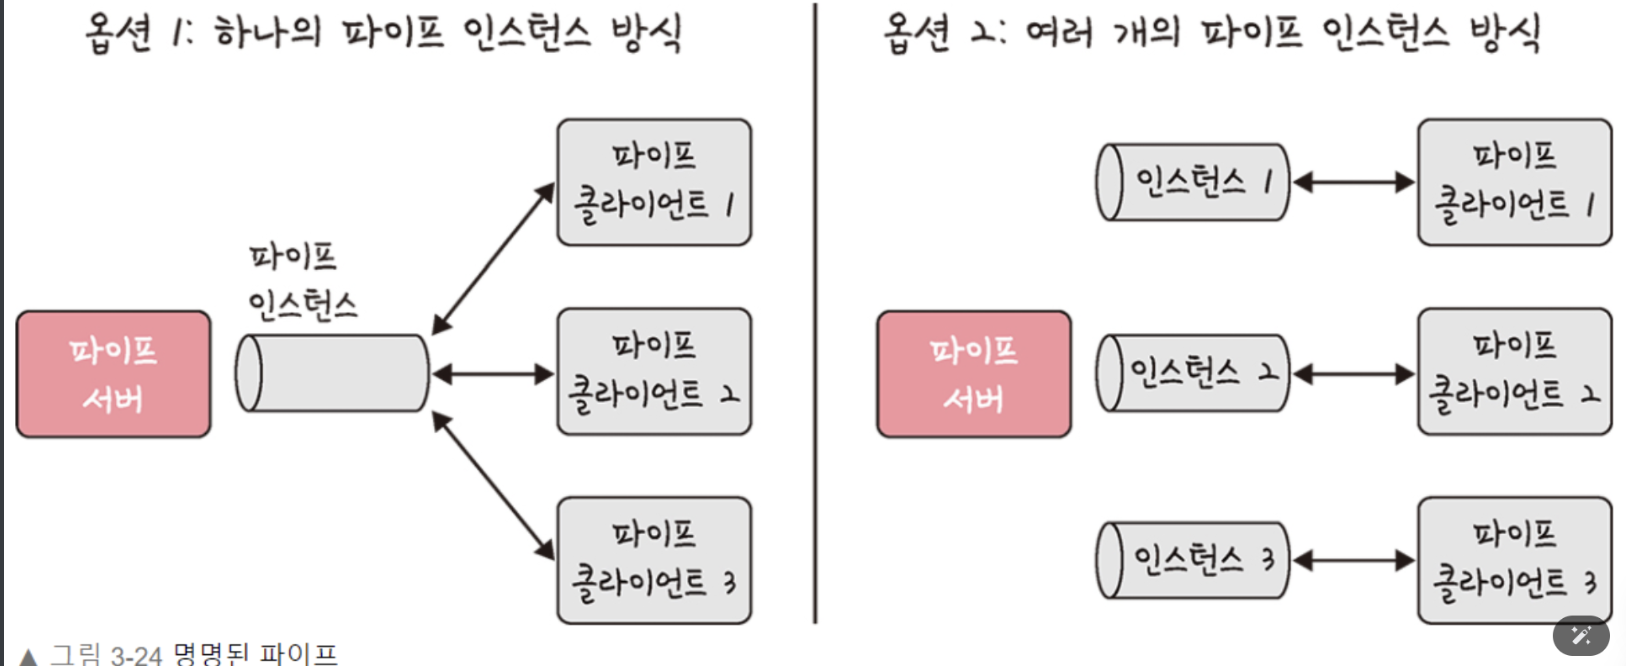 옵션 1: 하나의 파이프 인스턴스 방식
파이프
클라이언트 1
파이프
인스턴스
파이프
서버
파이프
클라이언트 2
파이프
클라이언트 3
옵션 2: 여러 개의 파이프 인스턴스 방식
인스턴스 1
파이프
클라이언트 1
파이프
서버
인스턴스 2
파이프
클라이언트 2
인스턴스 3
파이프
클라이언트 3
▲ 그림 3-24 명명된 파이프